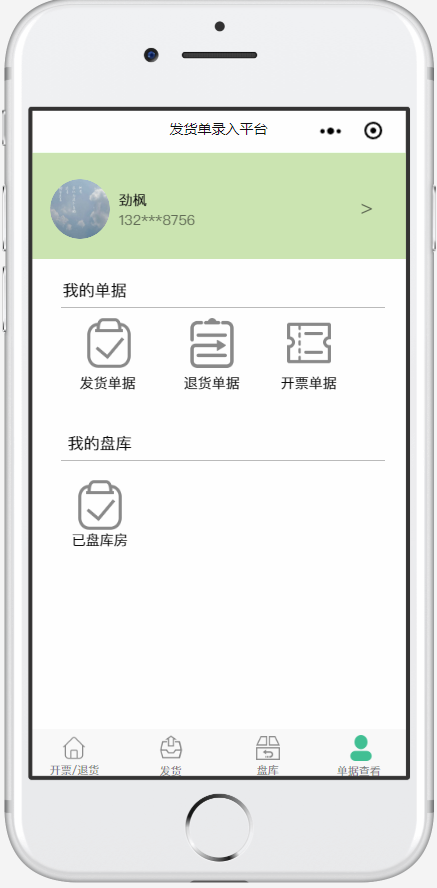 发货单录入平台
劲枫
132***8756
>
我的单据
发货单据 退货单据 开票单据
我的盘库
已盘库房
开票/退货 发货 盘库 单据查看